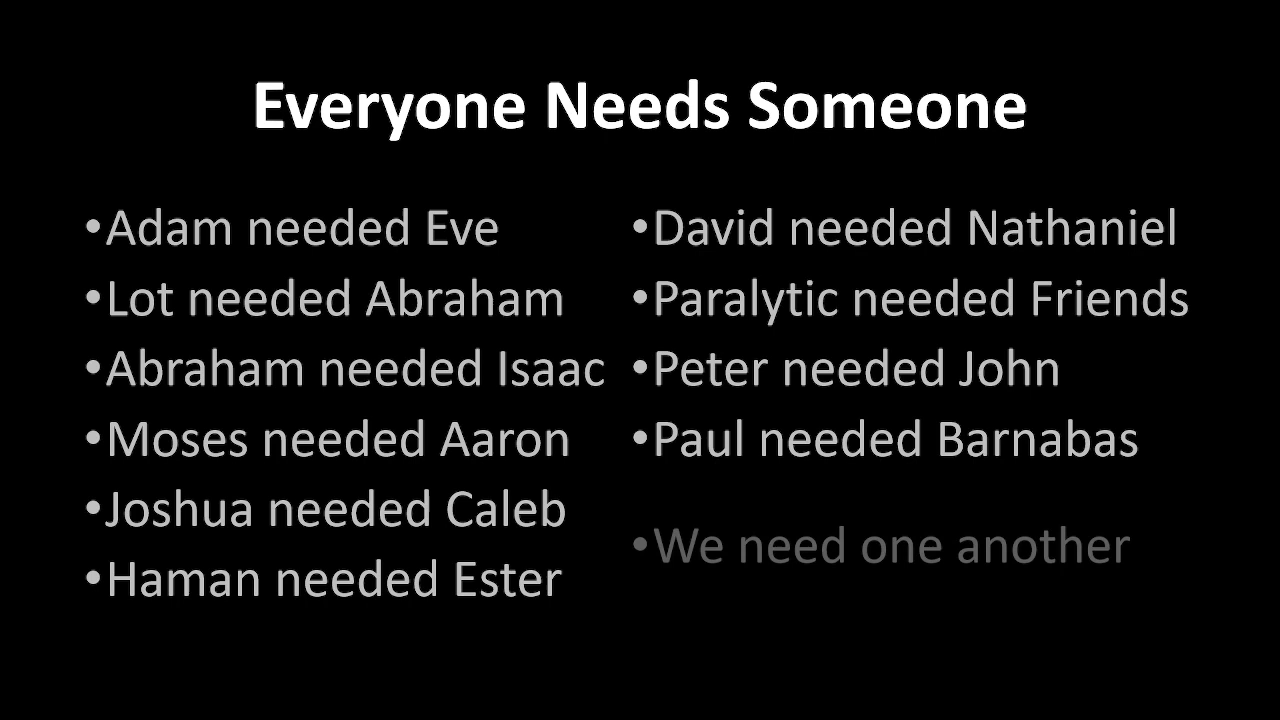 Everyone Needs Someone
•Adam needed Eve
•Lot needed Abraham
•Abraham needed Isaac
•Moses needed Aaron
•Joshua needed Caleb
•Haman needed Ester
•David needed Nathaniel
•Paralytic needed Friends
•Peter needed John
•Paul needed Barnabas
•We need one another